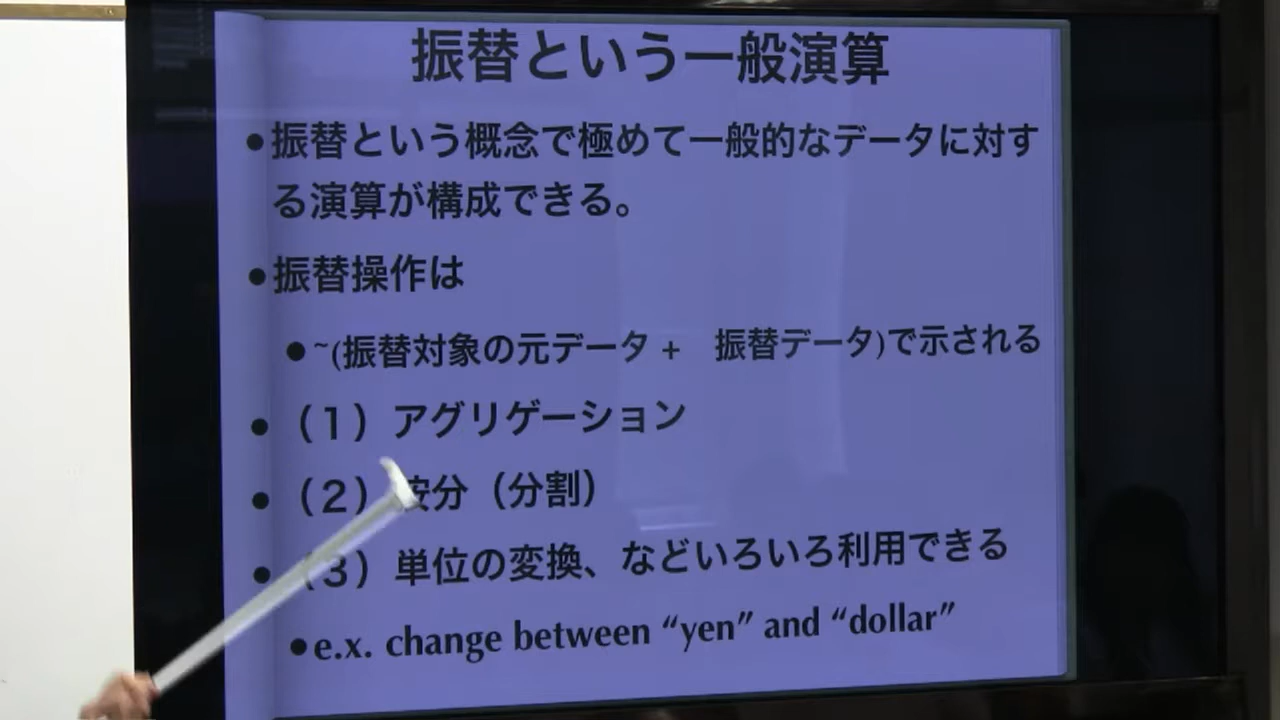 振替という一般演算
●振替という概念で極めて一般的なデータに対す
る演算が構成できる。
●振替操作は
●~(振替対象の元データ + 振替データ)で示される
●（1）アグリゲーション
●（2）按分（分割）
●（3）単位の変換、などいろいろ利用できる
●e.x. change between “yen” and “dollar”